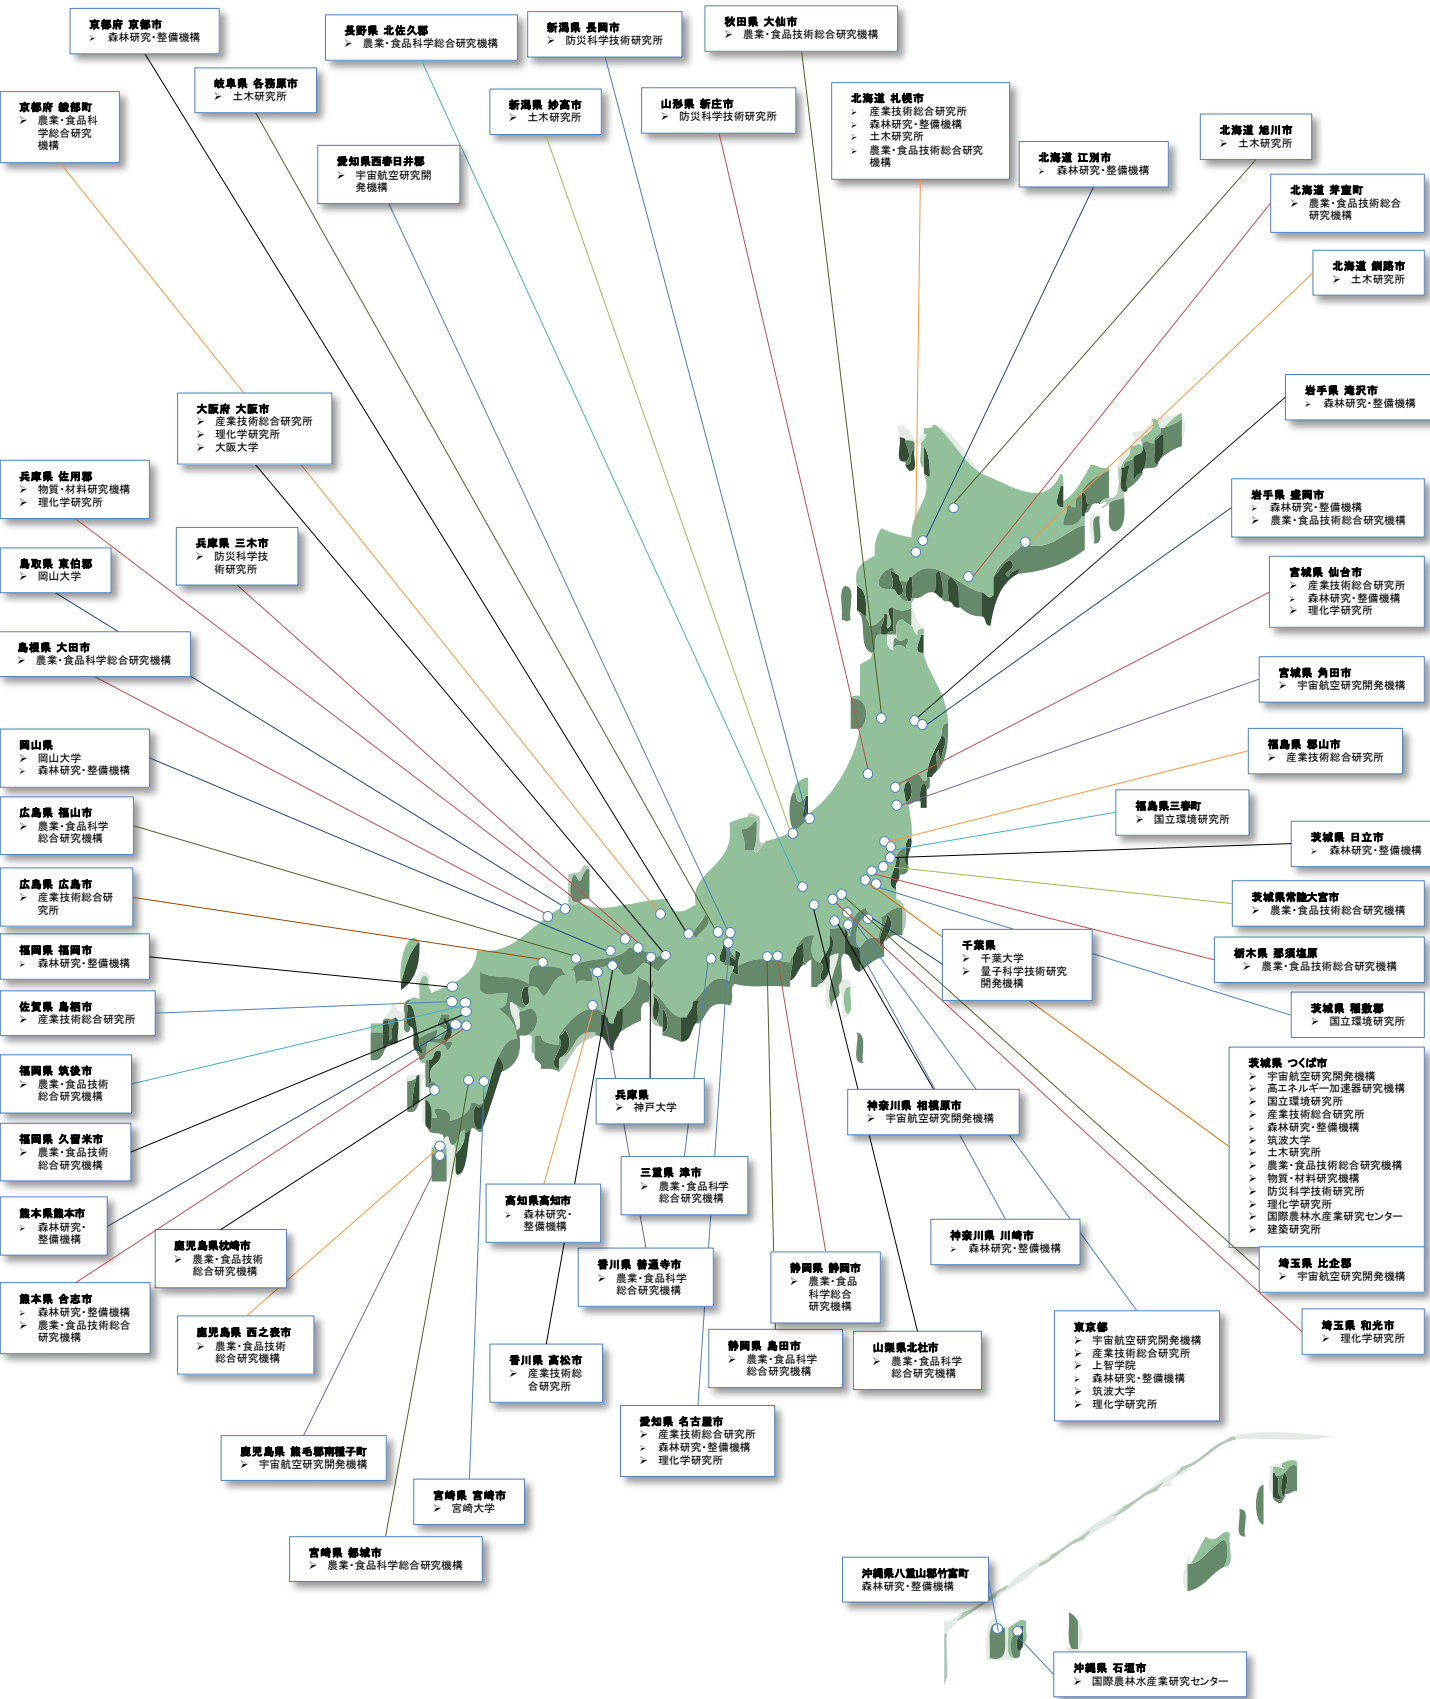 京都府 京都市
➢ 森林研究・整備機構
長野県 北佐久郡
➢ 農業・食品科学総合研究機構
新潟県 長岡市
➢ 防災科学技術研究所
秋田県 大仙市
➢ 農業・食品技術総合研究機構
岐阜県 各務原市
➢ 土木研究所
京都府 綾部町
➢ 農業・食品科
学総合研究
機構
新潟県 妙高市
➢ 土木研究所
山形県 新庄市
➢ 防災科学技術研究所
北海道 札幌市
➢ 産業技術総合研究所
➢ 森林研究・整備機構
➢ 土木研究所
➢ 農業・食品技術総合研究
機構
北海道 旭川市
➢ 土木研究所
愛知県西春日井郡
➢ 宇宙航空研究開
発機構
北海道 江別市
➢ 森林研究・整備機構
北海道 芽室町
➢ 農業・食品技術総合
研究機構
北海道 釧路市
➢ 土木研究所
大阪府 大阪市
➢ 産業技術総合研究所
➢ 理化学研究所
➢ 大阪大学
岩手県 滝沢市
➢ 森林研究・整備機構
兵庫県 佐用郡
➢ 物質・材料研究機構
➢ 理化学研究所
岩手県 盛岡市
➢ 森林研究・整備機構
➢ 農業・食品技術総合研究機構
兵庫県 三木市
➢ 防災科学技
術研究所
鳥取県 東伯郡
➢ 岡山大学
宮城県 仙台市
➢ 産業技術総合研究所
➢ 森林研究・整備機構
➢ 理化学研究所
島根県 大田市
➢ 農業・食品科学総合研究機構
宮城県 角田市
➢ 宇宙航空研究開発機構
岡山県
➢ 岡山大学
➢ 森林研究・整備機構
福島県 郡山市
➢ 産業技術総合研究所
広島県 福山市
➢ 農業・食品科学
総合研究機構
福島県三春町
➢ 国立環境研究所
茨城県 日立市
➢ 森林研究・整備機構
広島県 広島市
➢ 産業技術総合研
究所
茨城県常陸大宮市
➢ 農業・食品技術総合研究機構
福岡県 福岡市
➢ 森林研究・整備機構
千葉県
➢ 千葉大学
➢ 量子科学技術研究
開発機構
栃木県 那須塩原
➢ 農業・食品技術総合研究機構
佐賀県 鳥栖市
➢ 産業技術総合研究所
茨城県 稲敷郡
➢ 国立環境研究所
福岡県 筑後市
➢ 農業・食品技術
総合研究機構
茨城県 つくば市
➢ 宇宙航空研究開発機構
➢ 高エネルギー加速器研究機構
➢ 国立環境研究所
➢ 産業技術総合研究所
➢ 森林研究・整備機構
➢ 筑波大学
➢ 土木研究所
➢ 農業・食品技術総合研究機構
➢ 物質・材料研究機構
➢ 防災科学技術研究所
➢ 理化学研究所
➢ 国際農林水産業研究センター
➢ 建築研究所
兵庫県
➢ 神戸大学
神奈川県 相模原市
➢ 宇宙航空研究開発機構
福岡県 久留米市
➢ 農業・食品技術
総合研究機構
三重県 津市
➢ 農業・食品科学
総合研究機構
高知県高知市
➢ 森林研究・
整備機構
熊本県熊本市
➢ 森林研究・
整備機構
神奈川県 川崎市
➢ 森林研究・整備機構
鹿児島県枕崎市
➢ 農業・食品技術
総合研究機構
香川県 善通寺市
➢ 農業・食品科学
総合研究機構
静岡県 静岡市
➢ 農業・食品
科学総合
研究機構
埼玉県 比企郡
➢ 宇宙航空研究開発機構
熊本県 合志市
➢ 森林研究・整備機構
➢ 農業・食品技術総合
研究機構
鹿児島県 西之表市
➢ 農業・食品技術
総合研究機構
埼玉県 和光市
➢ 理化学研究所
東京都
➢ 宇宙航空研究開発機構
➢ 産業技術総合研究所
➢ 上智学院
➢ 森林研究・整備機構
➢ 筑波大学
➢ 理化学研究所
香川県 高松市
➢ 産業技術総
合研究所
静岡県 島田市
➢ 農業・食品科学
総合研究機構
山梨県北杜市
➢ 農業・食品科学
総合研究機構
愛知県 名古屋市
➢ 産業技術総合研究所
➢ 森林研究・整備機構
➢ 理化学研究所
鹿児島県 熊毛郡南種子町
➢ 宇宙航空研究開発機構
宮崎県 宮崎市
➢ 宮崎大学
宮崎県 都城市
➢ 農業・食品科学総合研究機構
沖縄県八重山郡竹富町
森林研究・整備機構
沖縄県 石垣市
➢ 国際農林水産業研究センター